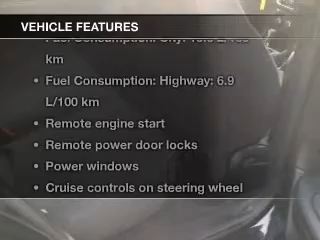 VEHICLE FEATURES
km
• Fuel Consumption: Highway: 6.9
L/100 km
• Remote engine start
• Remote power door locks
• Power windows
• Cruise controls on steering wheel